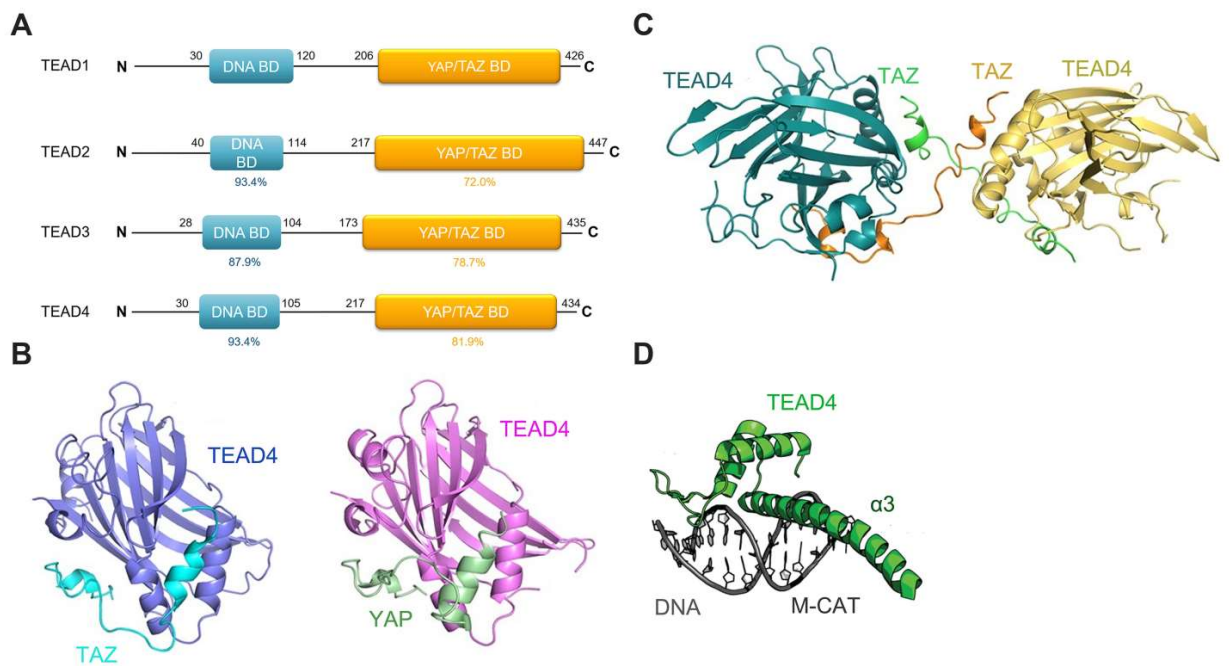 A
TEAD1 N 30 DNA BD 120 206 YAP/TAZ BD 426 C
TEAD2 N 40 DNA BD 114 217 YAP/TAZ BD 447 C
93.4% 72.0%
TEAD3 N 28 DNA BD 104 173 YAP/TAZ BD 435 C
87.9% 78.7%
TEAD4 N 30 DNA BD 105 217 YAP/TAZ BD 434 C
93.4% 81.9%
B
TEAD4
TAZ
TEAD4
YAP
C
TEAD4 TAZ TAZ TEAD4
D
TEAD4
α3
DNA M-CAT